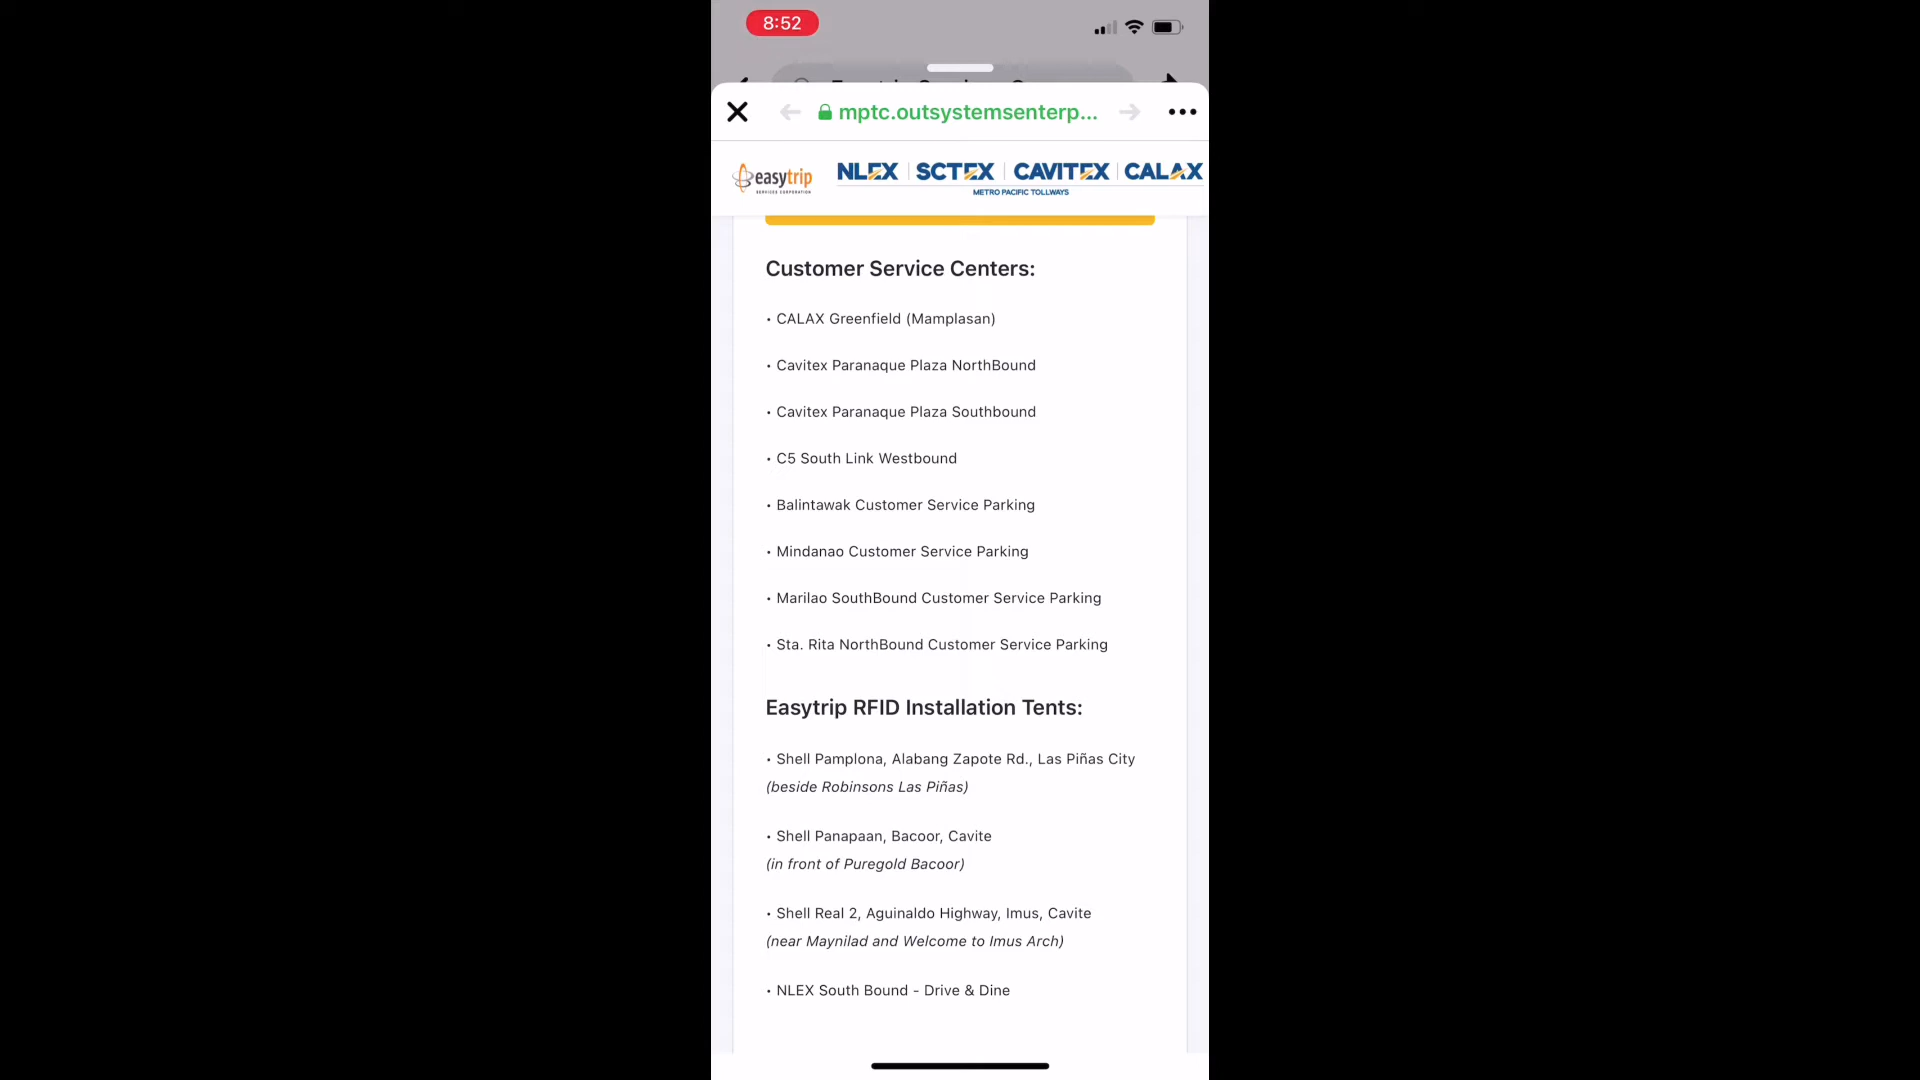 8:52
mptc.outsystemsenterp...
easytrip
SERVICES CORPORATION
NLEX | SCTEX | CAVITEX | CALAX
METRO PACIFIC TOLLWAYS
Customer Service Centers:
• CALAX Greenfield (Mamplasan)
• Cavitex Paranaque Plaza NorthBound
• Cavitex Paranaque Plaza Southbound
• C5 South Link Westbound
• Balintawak Customer Service Parking
• Mindanao Customer Service Parking
• Marilao SouthBound Customer Service Parking
• Sta. Rita NorthBound Customer Service Parking
Easytrip RFID Installation Tents:
• Shell Pamplona, Alabang Zapote Rd., Las Piñas City
(beside Robinsons Las Piñas)
• Shell Panapaan, Bacoor, Cavite
(in front of Puregold Bacoor)
• Shell Real 2, Aguinaldo Highway, Imus, Cavite
(near Maynilad and Welcome to Imus Arch)
• NLEX South Bound - Drive & Dine